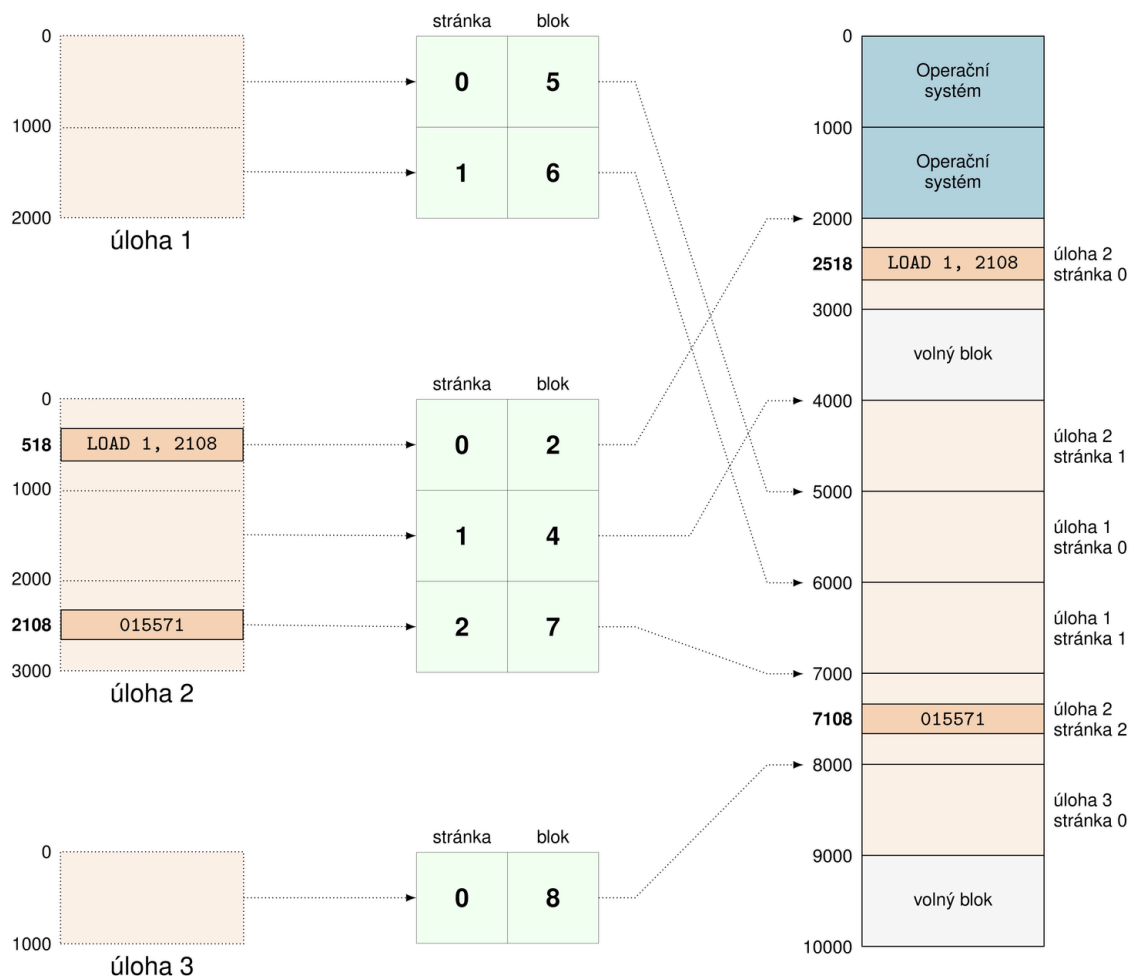 stránka blok
0
0 5
1000
1 6
2000
úloha 1
stránka blok
0
518 LOAD 1, 2108
0 2
1000
1 4
2000
2108 015571
2 7
3000
úloha 2
stránka blok
0
0 8
1000
úloha 3
0
Operační
systém
1000
Operační
systém
2000
2518 LOAD 1, 2108
úloha 2
stránka 0
3000
volný blok
4000
úloha 2
stránka 1
5000
úloha 1
stránka 0
6000
úloha 1
stránka 1
7000
7108 015571
úloha 2
stránka 2
8000
úloha 3
stránka 0
9000
volný blok
10000